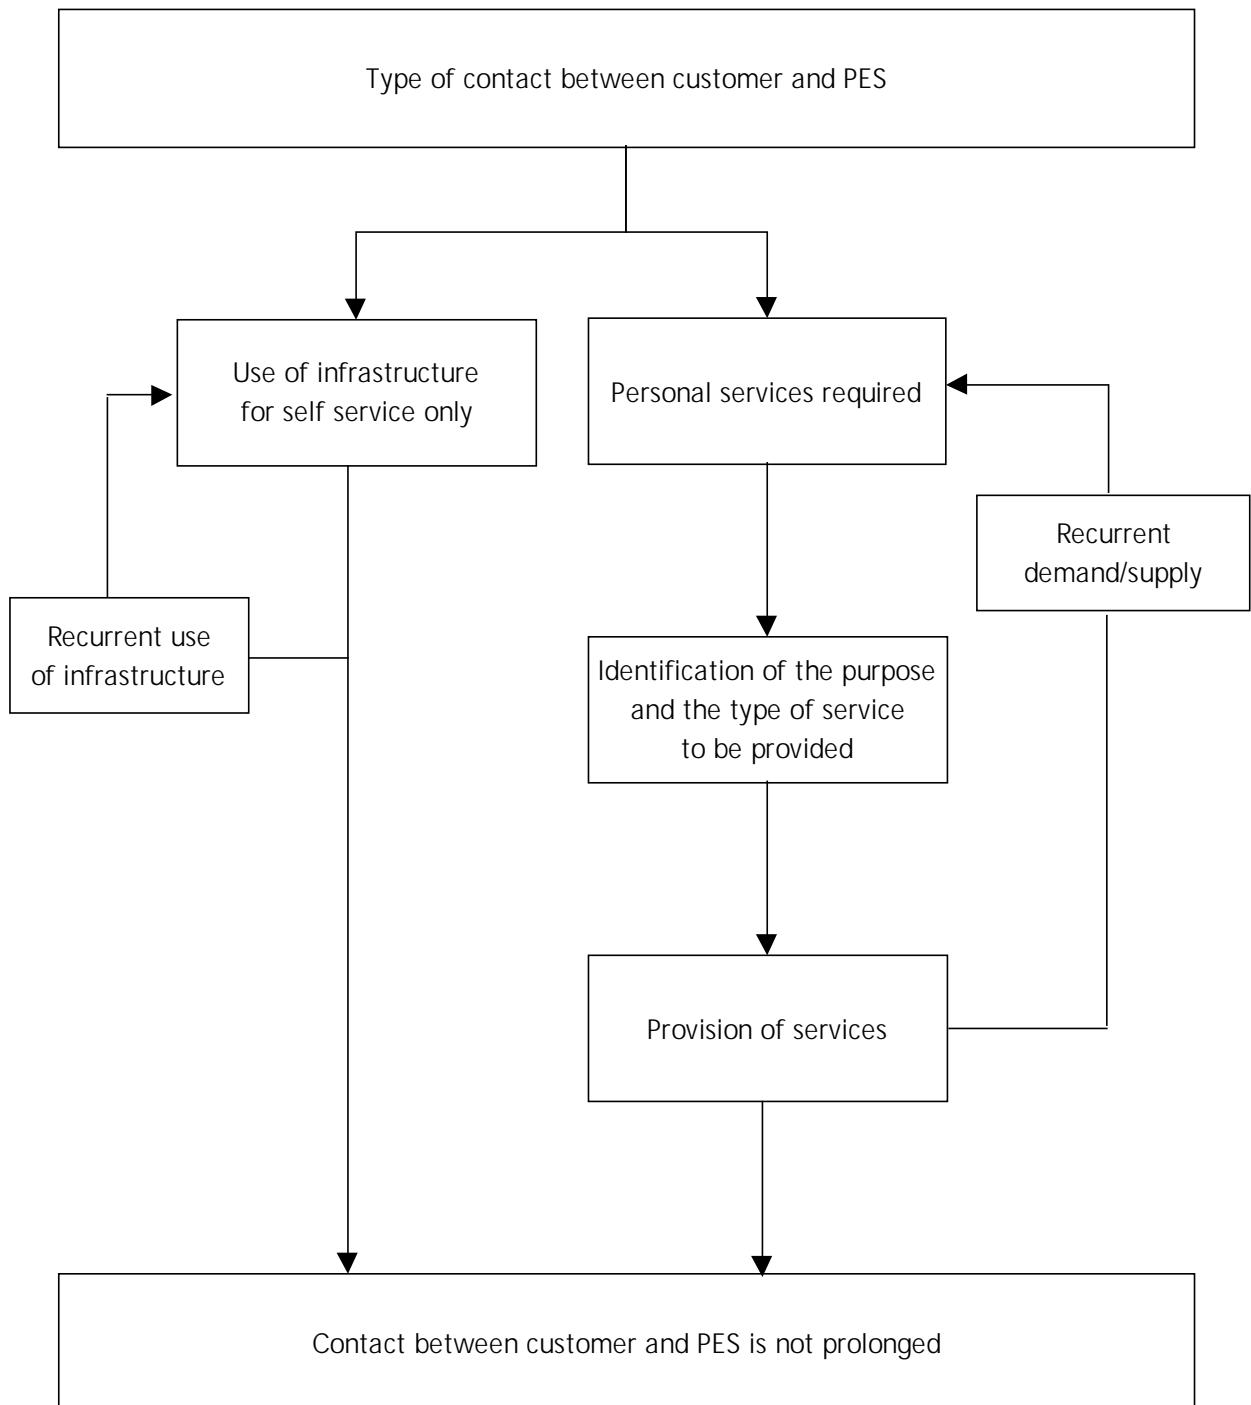 Type of contact between customer and PES
Use of infrastructure
for self service only
Personal services required
Recurrent
demand/supply
Recurrent use
of infrastructure
Identification of the purpose
and the type of service
to be provided
Provision of services
Contact between customer and PES is not prolonged